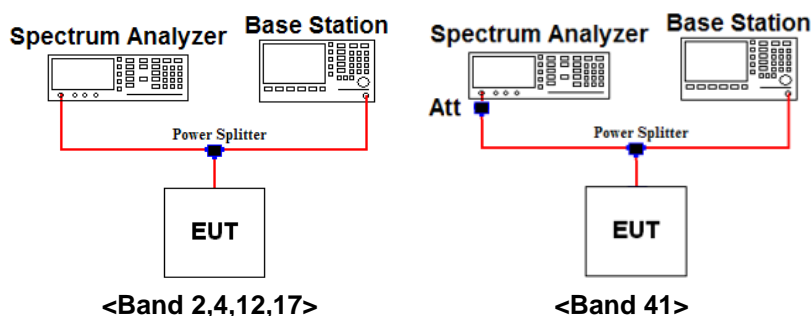 Spectrum Analyzer
Base Station
Power Splitter
EUT
<Band 2,4,12,17>
Spectrum Analyzer
Base Station
Att
Power Splitter
EUT
<Band 41>